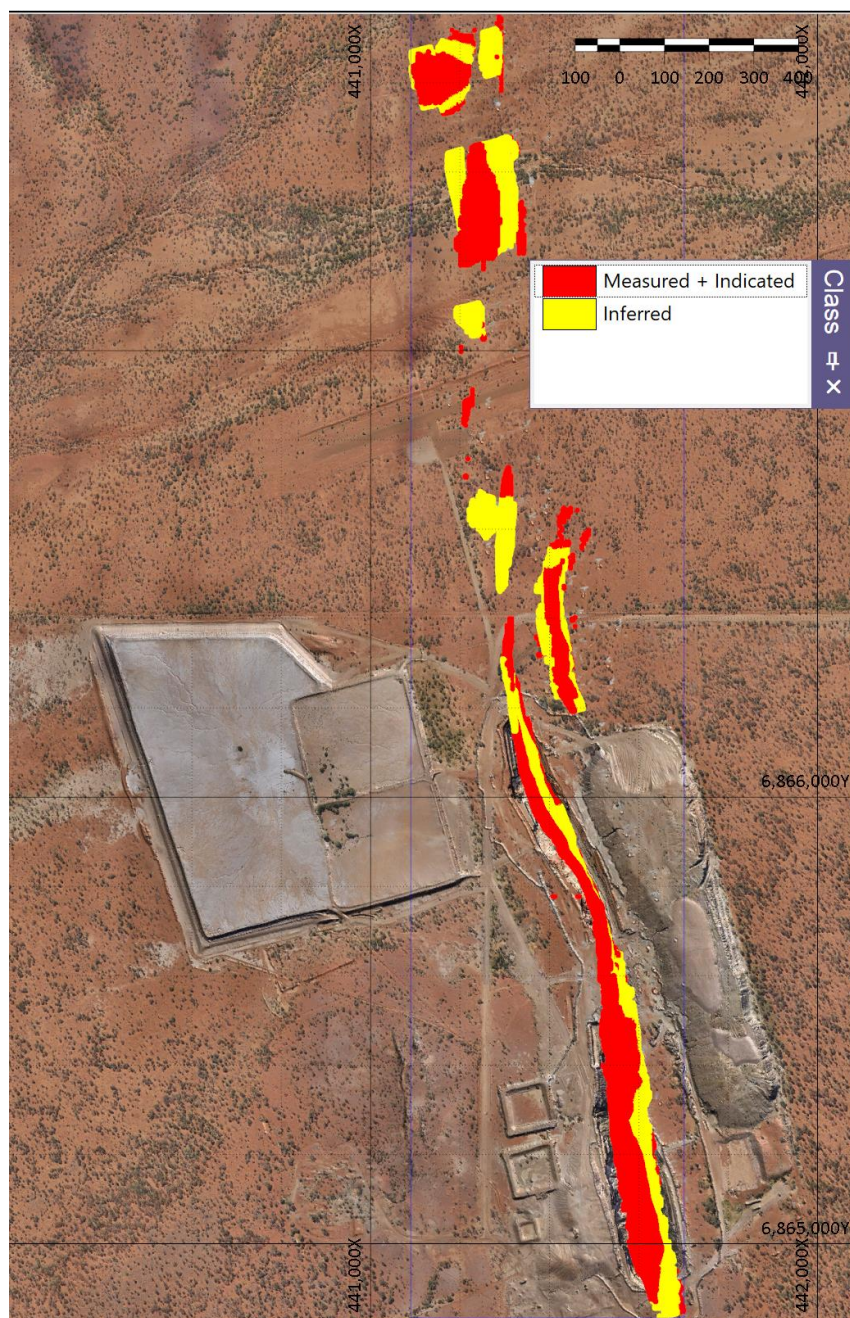 441,000X
442,000X
100 0 100 200 300 400
Measured + Indicated
Inferred
Class
6,866,000Y
6,865,000Y
441,000X
442,000X